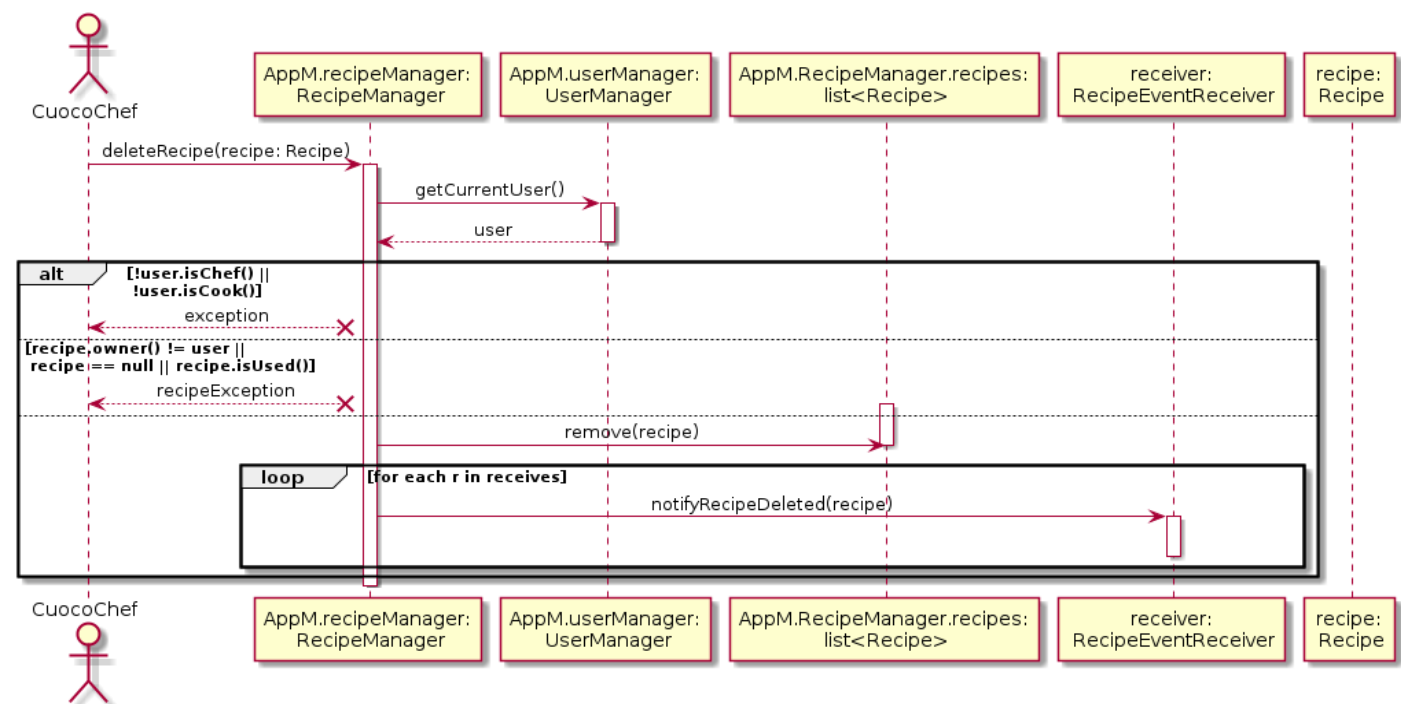 CuocoChef
AppM.recipeManager:
RecipeManager
AppM.userManager:
UserManager
AppM.RecipeManager.recipes:
list<Recipe>
receiver:
RecipeEventReceiver
recipe:
Recipe
deleteRecipe(recipe: Recipe)
getCurrentUser()
user
alt
[!user.isChef() ||
!user.isCook()]
exception
[recipe.owner() != user ||
recipe == null || recipe.isUsed()]
recipeException
remove(recipe)
loop
[for each r in receives]
notifyRecipeDeleted(recipe)
CuocoChef
AppM.recipeManager:
RecipeManager
AppM.userManager:
UserManager
AppM.RecipeManager.recipes:
list<Recipe>
receiver:
RecipeEventReceiver
recipe:
Recipe